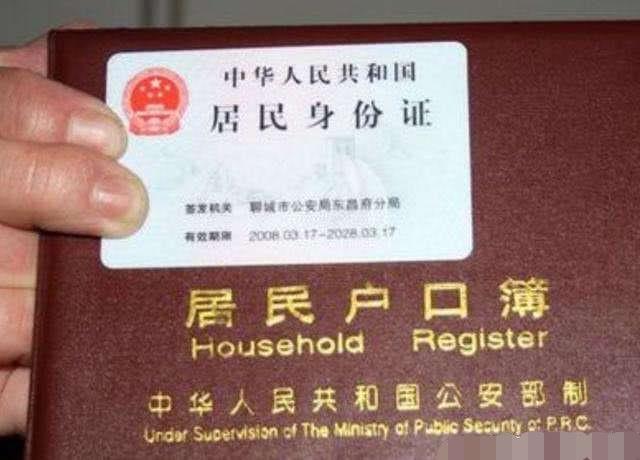 中华人民共和国
居民身份证
签发机关 聊城市公安局东昌府分局
有效期限 2008.03.17-2028.03.17
居民户口簿
Household Register
中华人民共和国公安部制
Under Supervision of The Ministry of Public Security of P.R.C.